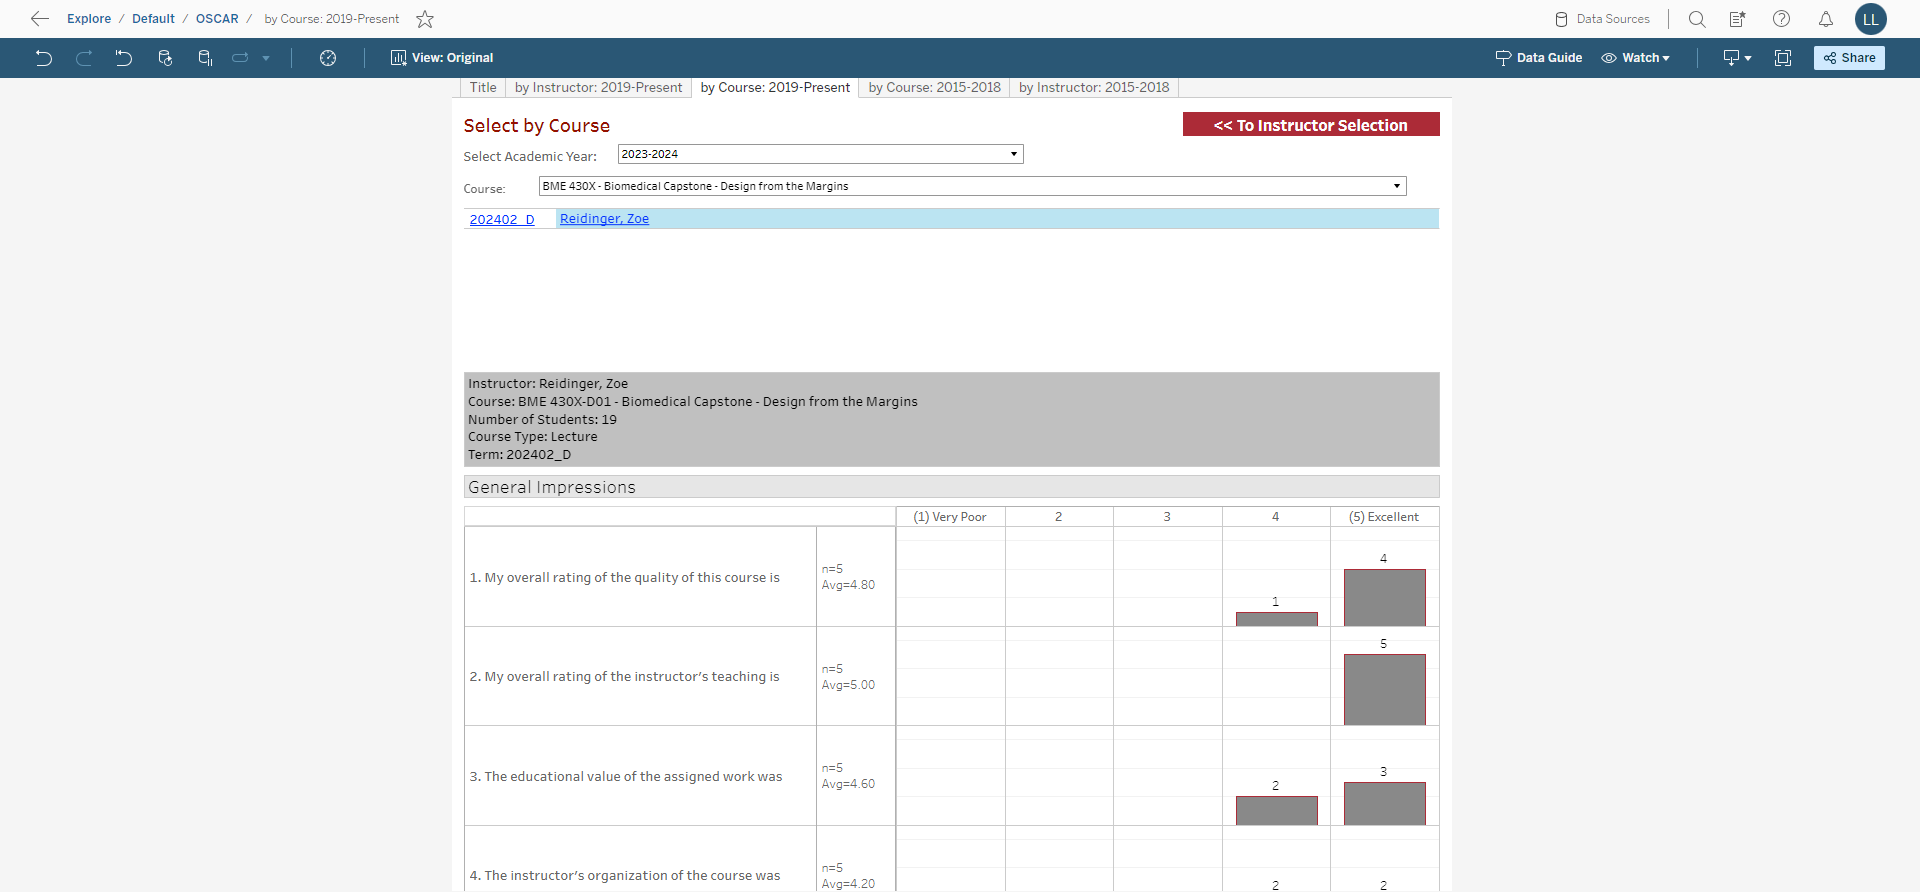 Explore / Default / OSCAR / by Course: 2019-Present
Data Sources
LL
View: Original
Data Guide
Watch
Share
Title
by Instructor: 2019-Present
by Course: 2019-Present
by Course: 2015-2018
by Instructor: 2015-2018
Select by Course
<< To Instructor Selection
Select Academic Year:
2023-2024
Course:
BME 430X - Biomedical Capstone - Design from the Margins
202402_D
Reidinger, Zoe
Instructor: Reidinger, Zoe
Course: BME 430X-D01 - Biomedical Capstone - Design from the Margins
Number of Students: 19
Course Type: Lecture
Term: 202402_D
General Impressions
(1) Very Poor 2 3 4 (5) Excellent
1. My overall rating of the quality of this course is
n=5
Avg=4.80
1
4
2. My overall rating of the instructor's teaching is
n=5
Avg=5.00
5
3. The educational value of the assigned work was
n=5
Avg=4.60
2
3
4. The instructor's organization of the course was
n=5
Avg=4.20
2
2